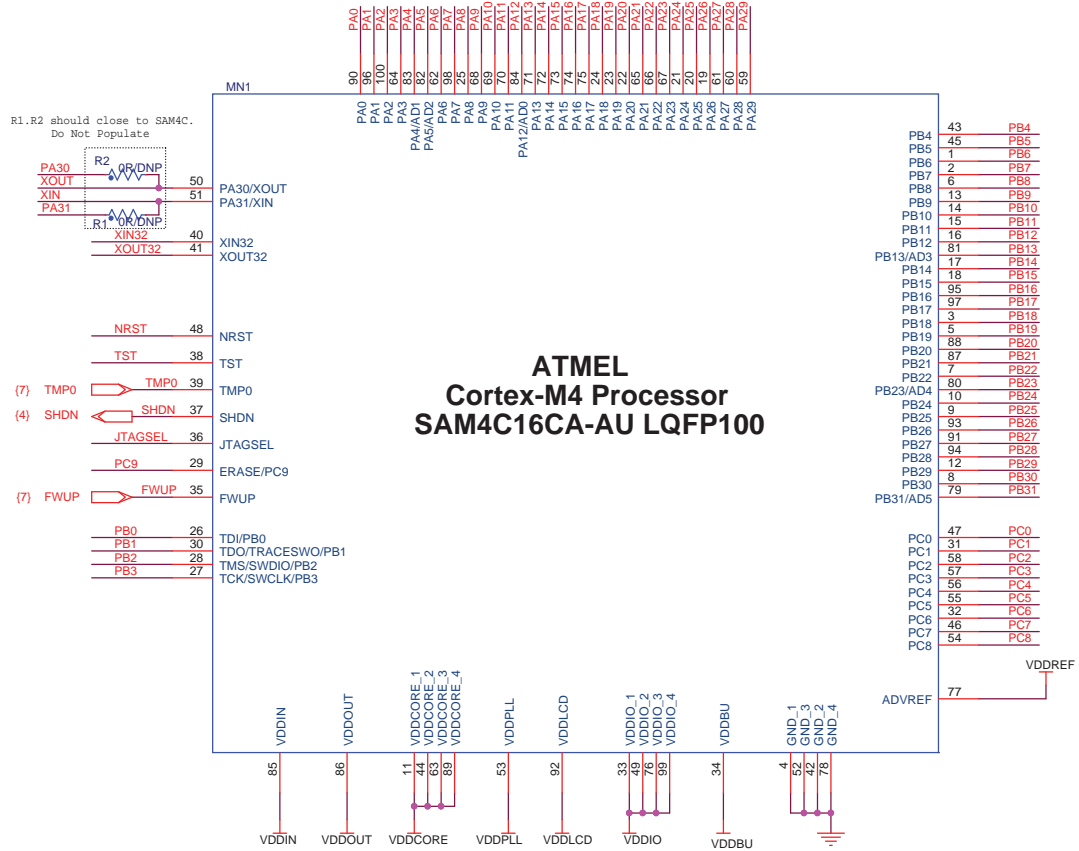 PA0 PA1 PA2 PA3 PA4 PA5 PA6 PA7 PA8 PA9 PA10 PA11 PA12 PA13 PA14 PA15 PA16 PA17 PA18 PA19 PA20 PA21 PA22 PA23 PA24 PA25 PA26 PA27 PA28 PA29
90 96 100 64 83 82 62 98 25 68 69 70 84 71 72 73 74 75 24 23 22 65 66 67 21 20 19 61 60 59
MN1
PA0 PA1 PA2 PA3 PA4/AD1 PA5/AD2 PA6 PA7 PA8 PA9 PA10 PA11 PA12/AD0 PA13 PA14 PA15 PA16 PA17 PA18 PA19 PA20 PA21 PA22 PA23 PA24 PA25 PA26 PA27 PA28 PA29
R1.R2 should close to SAM4C.
Do Not Populate
R2 0R/DNP
PA30
XOUT 50 PA30/XOUT
XIN 51 PA31/XIN
PA31
R1 0R/DNP
XIN32 40 XIN32
XOUT32 41 XOUT32
NRST 48 NRST
TST 38 TST
{7} TMP0 TMP0 39 TMP0
{4} SHDN SHDN 37 SHDN
JTAGSEL 36 JTAGSEL
PC9 29 ERASE/PC9
{7} FWUP FWUP 35 FWUP
PB0 26 TDI/PB0
PB1 30 TDO/TRACESWO/PB1
PB2 28 TMS/SWDIO/PB2
PB3 27 TCK/SWCLK/PB3
ATMEL
Cortex-M4 Processor
SAM4C16CA-AU LQFP100
PB4 43 PB4
PB5 45 PB5
PB6 1 PB6
PB7 2 PB7
PB8 6 PB8
PB9 13 PB9
PB10 14 PB10
PB11 15 PB11
PB12 16 PB12
PB13/AD3 81 PB13
PB14 17 PB14
PB15 18 PB15
PB16 95 PB16
PB17 97 PB17
PB18 3 PB18
PB19 5 PB19
PB20 88 PB20
PB21 87 PB21
PB22 7 PB22
PB23/AD4 80 PB23
PB24 10 PB24
PB25 9 PB25
PB26 93 PB26
PB27 91 PB27
PB28 94 PB28
PB29 12 PB29
PB30 8 PB30
PB31/AD5 79 PB31
PC0 47 PC0
PC1 31 PC1
PC2 58 PC2
PC3 57 PC3
PC4 56 PC4
PC5 55 PC5
PC6 32 PC6
PC7 46 PC7
PC8 54 PC8
VDDREF
ADVREF 77
VDDIN VDDOUT VDDCORE_1 VDDCORE_2 VDDCORE_3 VDDCORE_4 VDDPLL VDDLCD VDDIO_1 VDDIO_2 VDDIO_3 VDDIO_4 VDDBU GND_1 GND_3 GND_2 GND_4
85 86 11 44 63 89 53 92 33 49 76 99 34 4 52 42 78
VDDIN VDDOUT VDDCORE VDDPLL VDDLCD VDDIO VDDBU